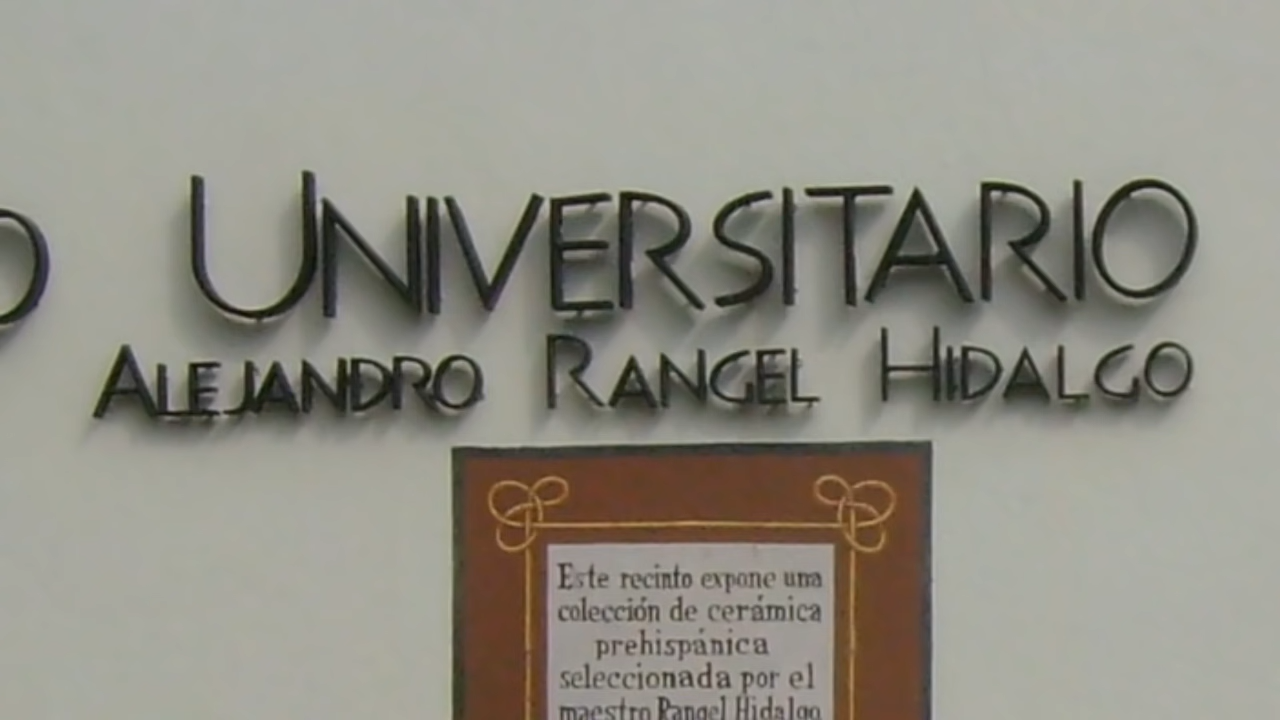 O UNIVERSITARIO
ALEJANDRO RANGEL HIDALGO
Este recinto expone una
colección de cerámica
prehispánica
seleccionada por el
maestro Rangel Hidalgo